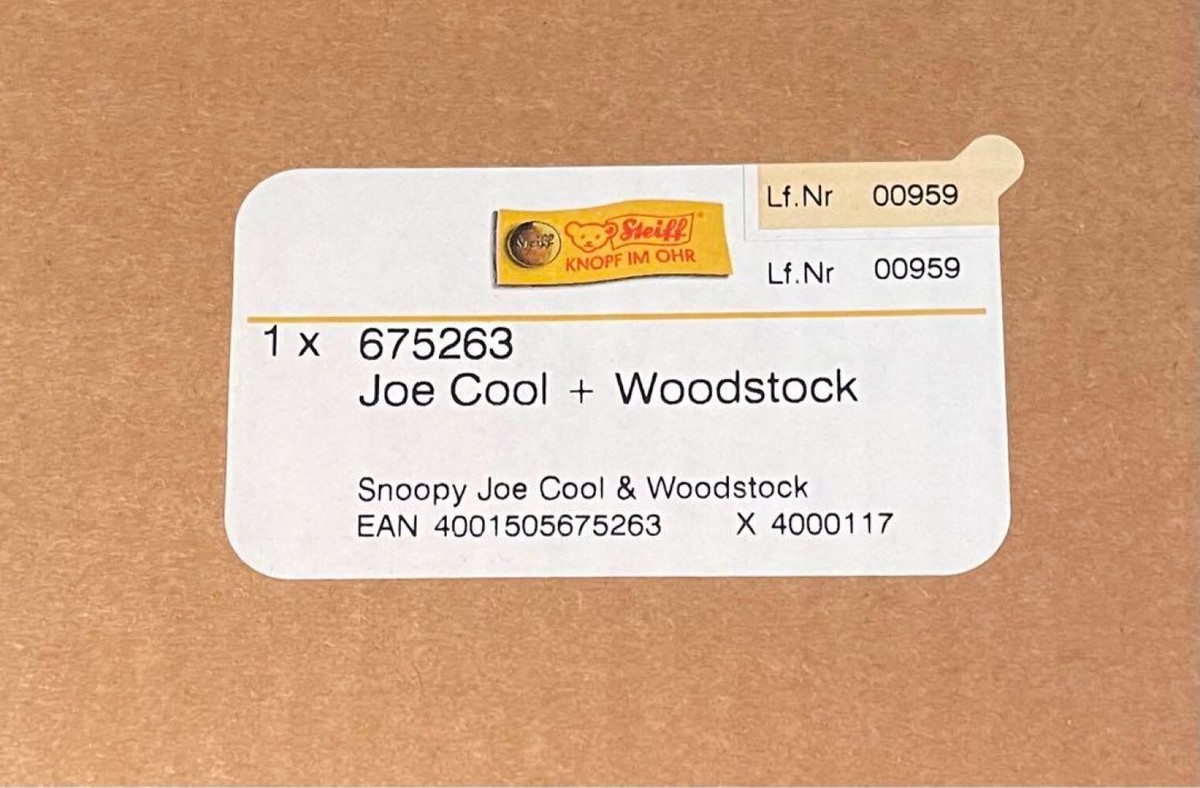 Lf.Nr 00959
Steiff
Steiff
KNOPF IM OHR
Lf.Nr 00959
1 x 675263
Joe Cool + Woodstock
Snoopy Joe Cool & Woodstock
EAN 4001505675263 X 4000117